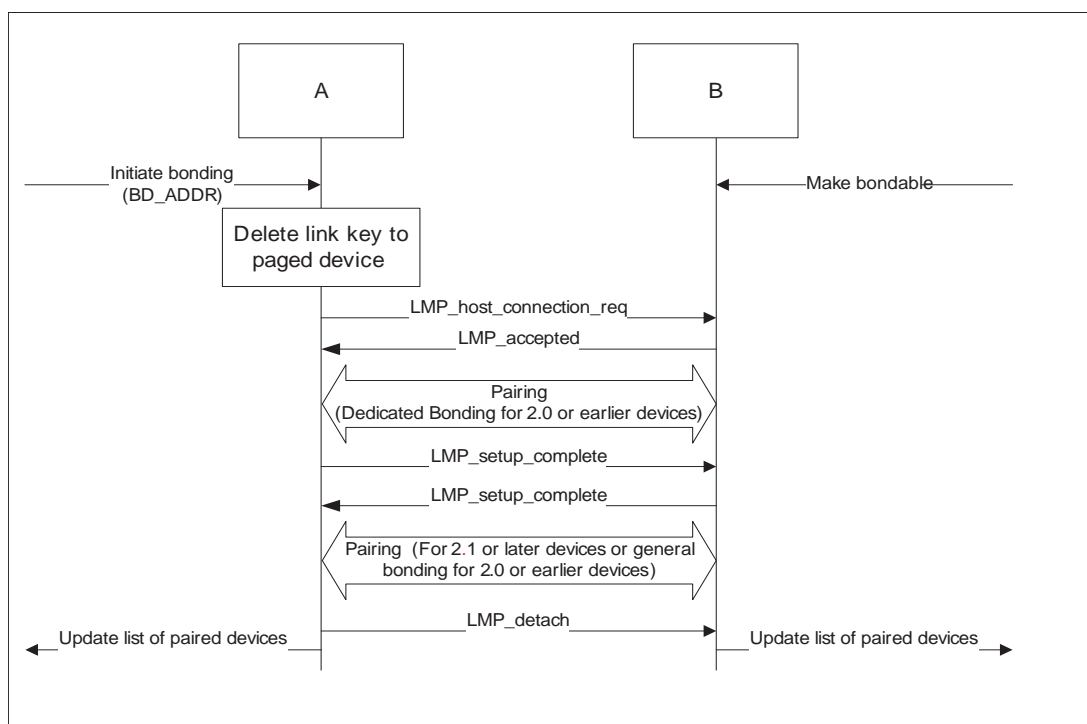 A
B
Initiate bonding
(BD_ADDR)
Make bondable
Delete link key to
paged device
LMP_host_connection_req
LMP_accepted
Pairing
(Dedicated Bonding for 2.0 or earlier devices)
LMP_setup_complete
LMP_setup_complete
Pairing (For 2.1 or later devices or general
bonding for 2.0 or earlier devices)
LMP_detach
Update list of paired devices
Update list of paired devices